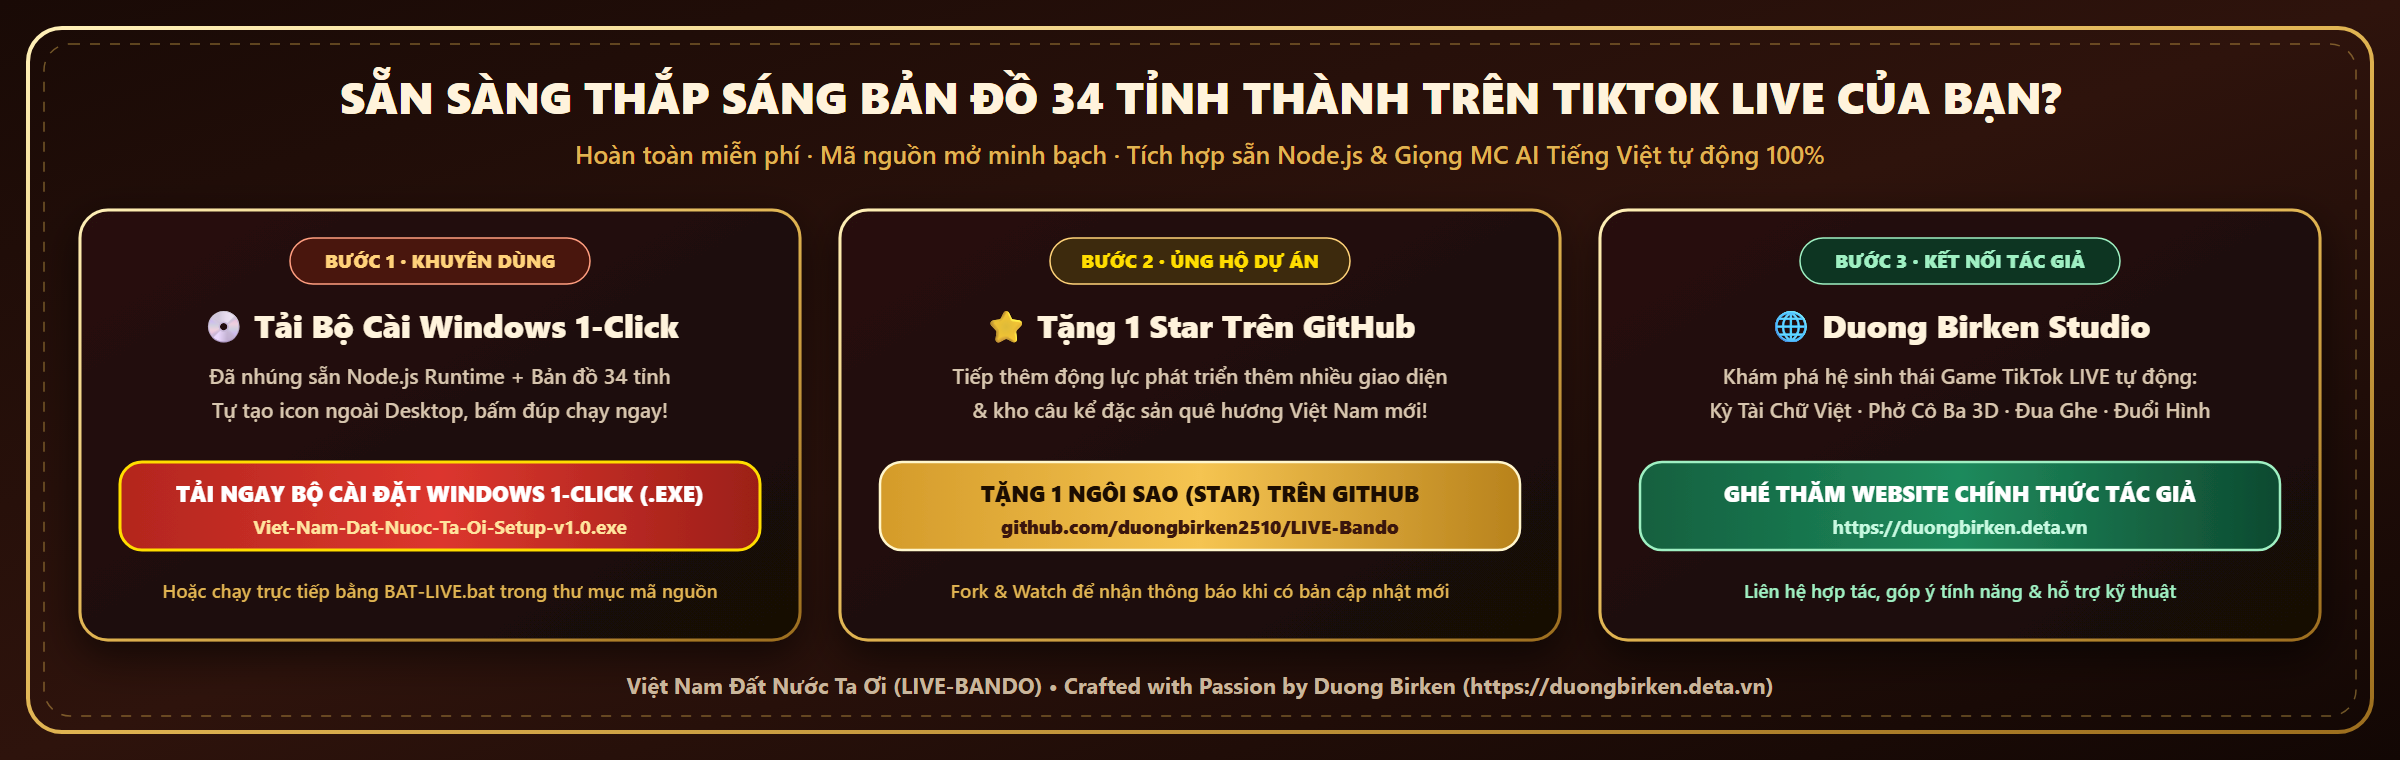 SẴN SÀNG THẮP SÁNG BẢN ĐỒ 34 TỈNH THÀNH TRÊN TIKTOK LIVE CỦA BẠN?
Hoàn toàn miễn phí · Mã nguồn mở minh bạch · Tích hợp sẵn Node.js & Giọng MC AI Tiếng Việt tự động 100%
BƯỚC 1 · KHUYÊN DÙNG
Tải Bộ Cài Windows 1-Click
Đã nhúng sẵn Node.js Runtime + Bản đồ 34 tỉnh
Tự tạo icon ngoài Desktop, bấm đúp chạy ngay!
TẢI NGAY BỘ CÀI ĐẶT WINDOWS 1-CLICK (.EXE)
Viet-Nam-Dat-Nuoc-Ta-Oi-Setup-v1.0.exe
Hoặc chạy trực tiếp bằng BAT-LIVE.bat trong thư mục mã nguồn
BƯỚC 2 · ỦNG HỘ DỰ ÁN
Tặng 1 Star Trên GitHub
Tiếp thêm động lực phát triển thêm nhiều giao diện
& kho câu kể đặc sản quê hương Việt Nam mới!
TẶNG 1 NGÔI SAO (STAR) TRÊN GITHUB
github.com/duongbirken2510/LIVE-Bando
Fork & Watch để nhận thông báo khi có bản cập nhật mới
BƯỚC 3 · KẾT NỐI TÁC GIẢ
Duong Birken Studio
Khám phá hệ sinh thái Game TikTok LIVE tự động:
Kỳ Tài Chữ Việt · Phở Cô Ba 3D · Đua Ghe · Đuổi Hình
GHÉ THĂM WEBSITE CHÍNH THỨC TÁC GIẢ
https://duongbirken.deta.vn
Liên hệ hợp tác, góp ý tính năng & hỗ trợ kỹ thuật
Việt Nam Đất Nước Ta Ơi (LIVE-BANDO) • Crafted with Passion by Duong Birken (https://duongbirken.deta.vn)